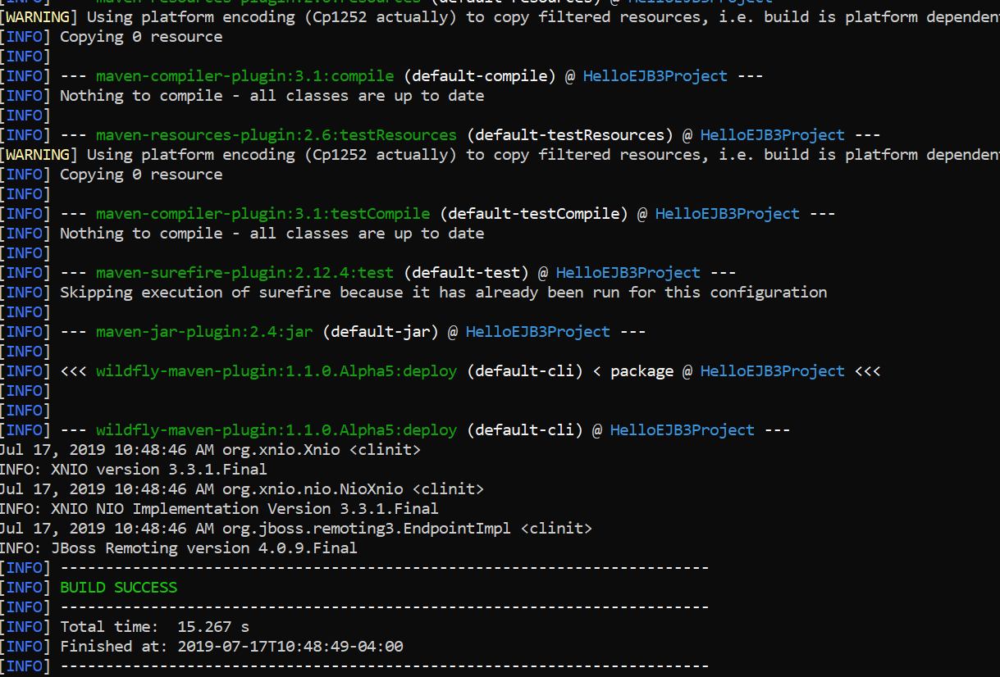 [INFO] --- maven-resources-plugin:2.6:resources (default-resources) @ HelloEJB3Project
[WARNING] Using platform encoding (Cp1252 actually) to copy filtered resources, i.e. build is platform dependent
[INFO] Copying 0 resource
[INFO]
[INFO] --- maven-compiler-plugin:3.1:compile (default-compile) @ HelloEJB3Project ---
[INFO] Nothing to compile - all classes are up to date
[INFO]
[INFO] --- maven-resources-plugin:2.6:testResources (default-testResources) @ HelloEJB3Project ---
[WARNING] Using platform encoding (Cp1252 actually) to copy filtered resources, i.e. build is platform dependent
[INFO] Copying 0 resource
[INFO]
[INFO] --- maven-compiler-plugin:3.1:testCompile (default-testCompile) @ HelloEJB3Project ---
[INFO] Nothing to compile - all classes are up to date
[INFO]
[INFO] --- maven-surefire-plugin:2.12.4:test (default-test) @ HelloEJB3Project ---
[INFO] Skipping execution of surefire because it has already been run for this configuration
[INFO]
[INFO] --- maven-jar-plugin:2.4:jar (default-jar) @ HelloEJB3Project ---
[INFO]
[INFO] <<< wildfly-maven-plugin:1.1.0.Alpha5:deploy (default-cli) < package @ HelloEJB3Project <<<
[INFO]
[INFO]
[INFO] --- wildfly-maven-plugin:1.1.0.Alpha5:deploy (default-cli) @ HelloEJB3Project ---
Jul 17, 2019 10:48:46 AM org.xnio.Xnio <clinit>
INFO: XNIO version 3.3.1.Final
Jul 17, 2019 10:48:46 AM org.xnio.nio.NioXnio <clinit>
INFO: XNIO NIO Implementation Version 3.3.1.Final
Jul 17, 2019 10:48:46 AM org.jboss.remoting3.EndpointImpl <clinit>
INFO: JBoss Remoting version 4.0.9.Final
[INFO] ------------------------------------------------------------------------
[INFO] BUILD SUCCESS
[INFO] ------------------------------------------------------------------------
[INFO] Total time:  15.267 s
[INFO] Finished at: 2019-07-17T10:48:49-04:00
[INFO] ------------------------------------------------------------------------